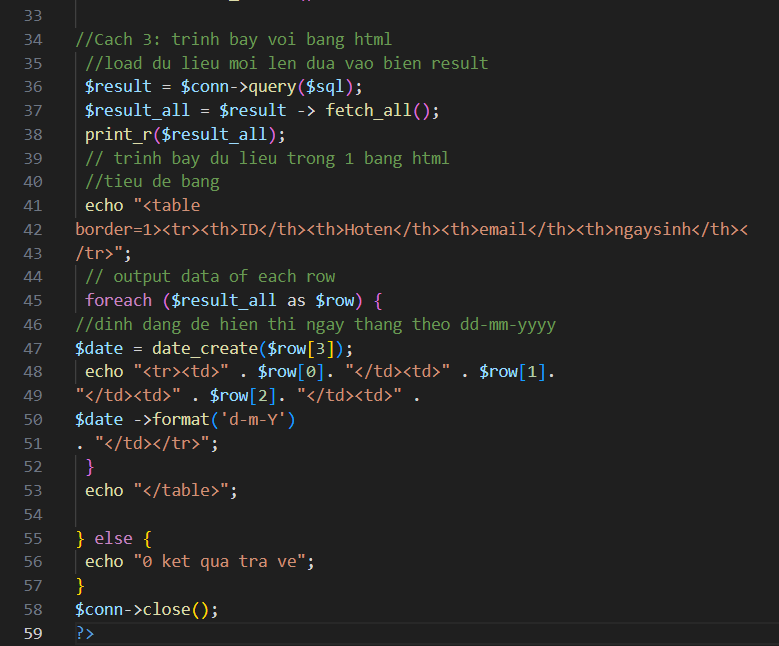 33
34 //Cach 3: trinh bay voi bang html
35 //load du lieu moi len dua vao bien result
36 $result = $conn->query($sql);
37 $result_all = $result -> fetch_all();
38 print_r($result_all);
39 // trinh bay du lieu trong 1 bang html
40 //tieu de bang
41 echo "<table
42 border=1><tr><th>ID</th><th>Hoten</th><th>email</th><th>ngaysinh</th><
43 /tr>";
44 // output data of each row
45 foreach ($result_all as $row) {
46 //dinh dang de hien thi ngay thang theo dd-mm-yyyy
47 $date = date_create($row[3]);
48 echo "<tr><td>" . $row[0]. "</td><td>" . $row[1].
49 "</td><td>" . $row[2]. "</td><td>" .
50 $date ->format('d-m-Y')
51 . "</td></tr>";
52 }
53 echo "</table>";
54
55 } else {
56 echo "0 ket qua tra ve";
57 }
58 $conn->close();
59 ?>